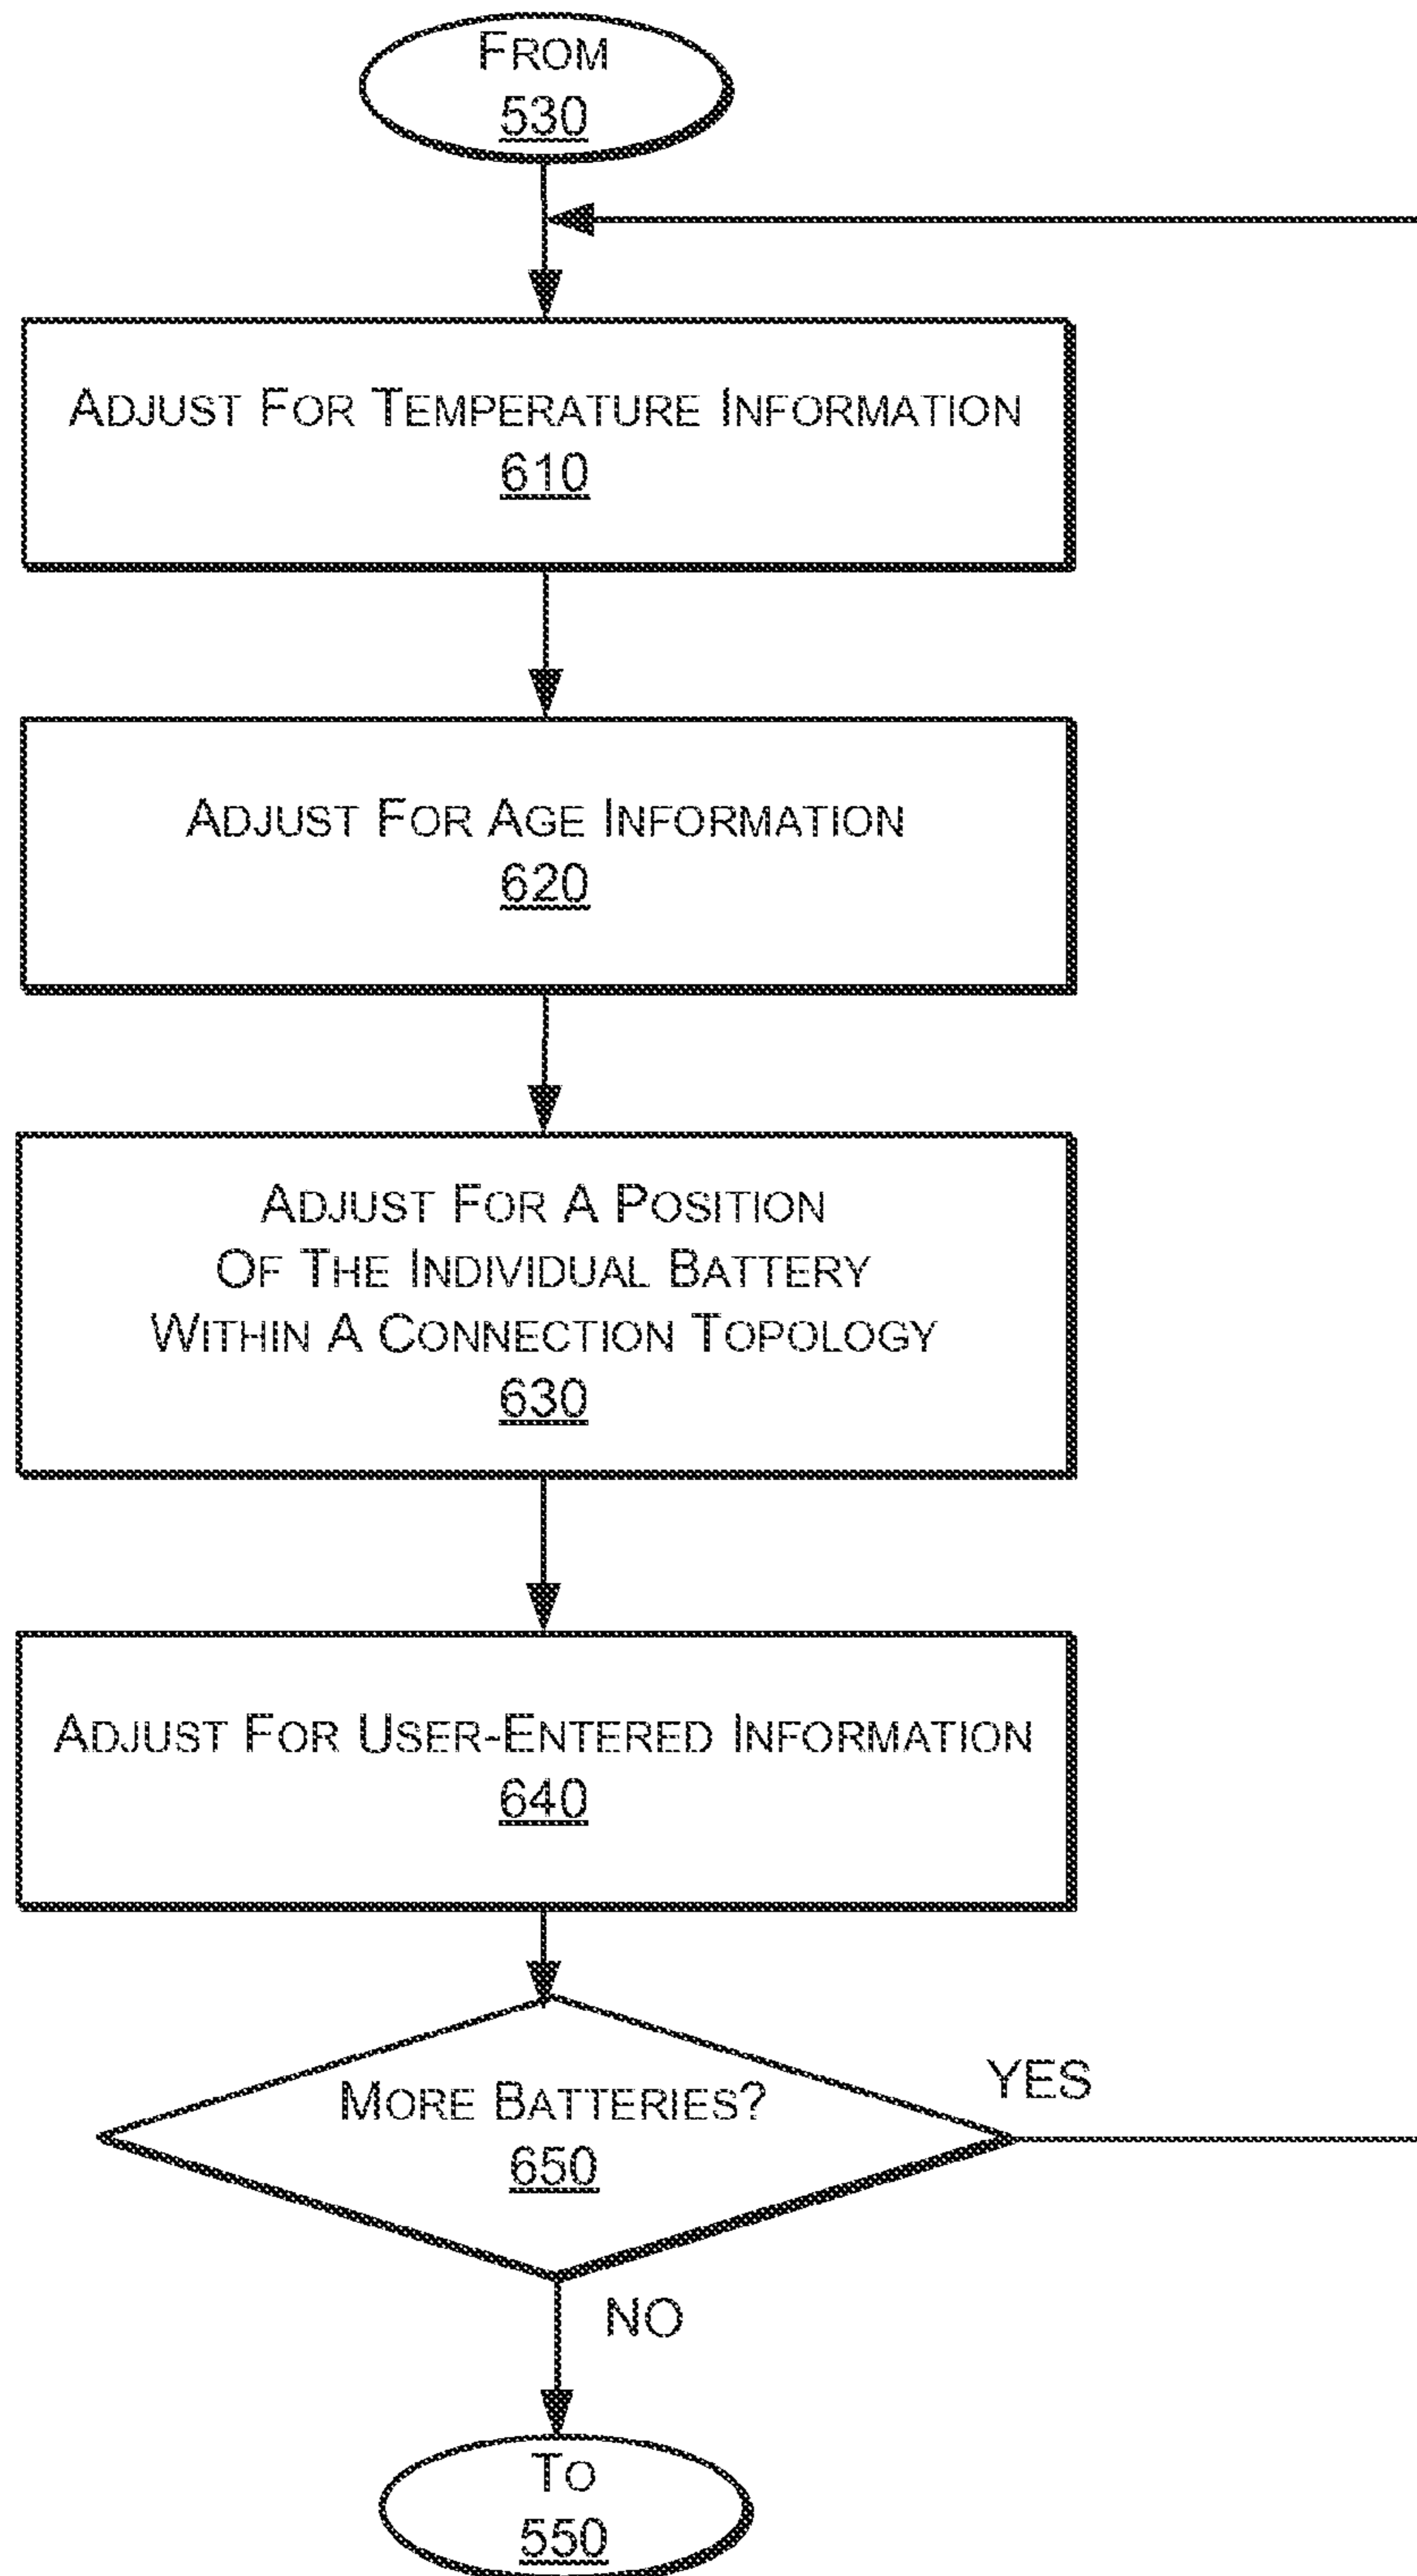 FROM
530
ADJUST FOR TEMPERATURE INFORMATION
610
ADJUST FOR AGE INFORMATION
620
ADJUST FOR A POSITION
OF THE INDIVIDUAL BATTERY
WITHIN A CONNECTION TOPOLOGY
630
ADJUST FOR USER-ENTERED INFORMATION
640
MORE BATTERIES?
650
YES
NO
TO
550